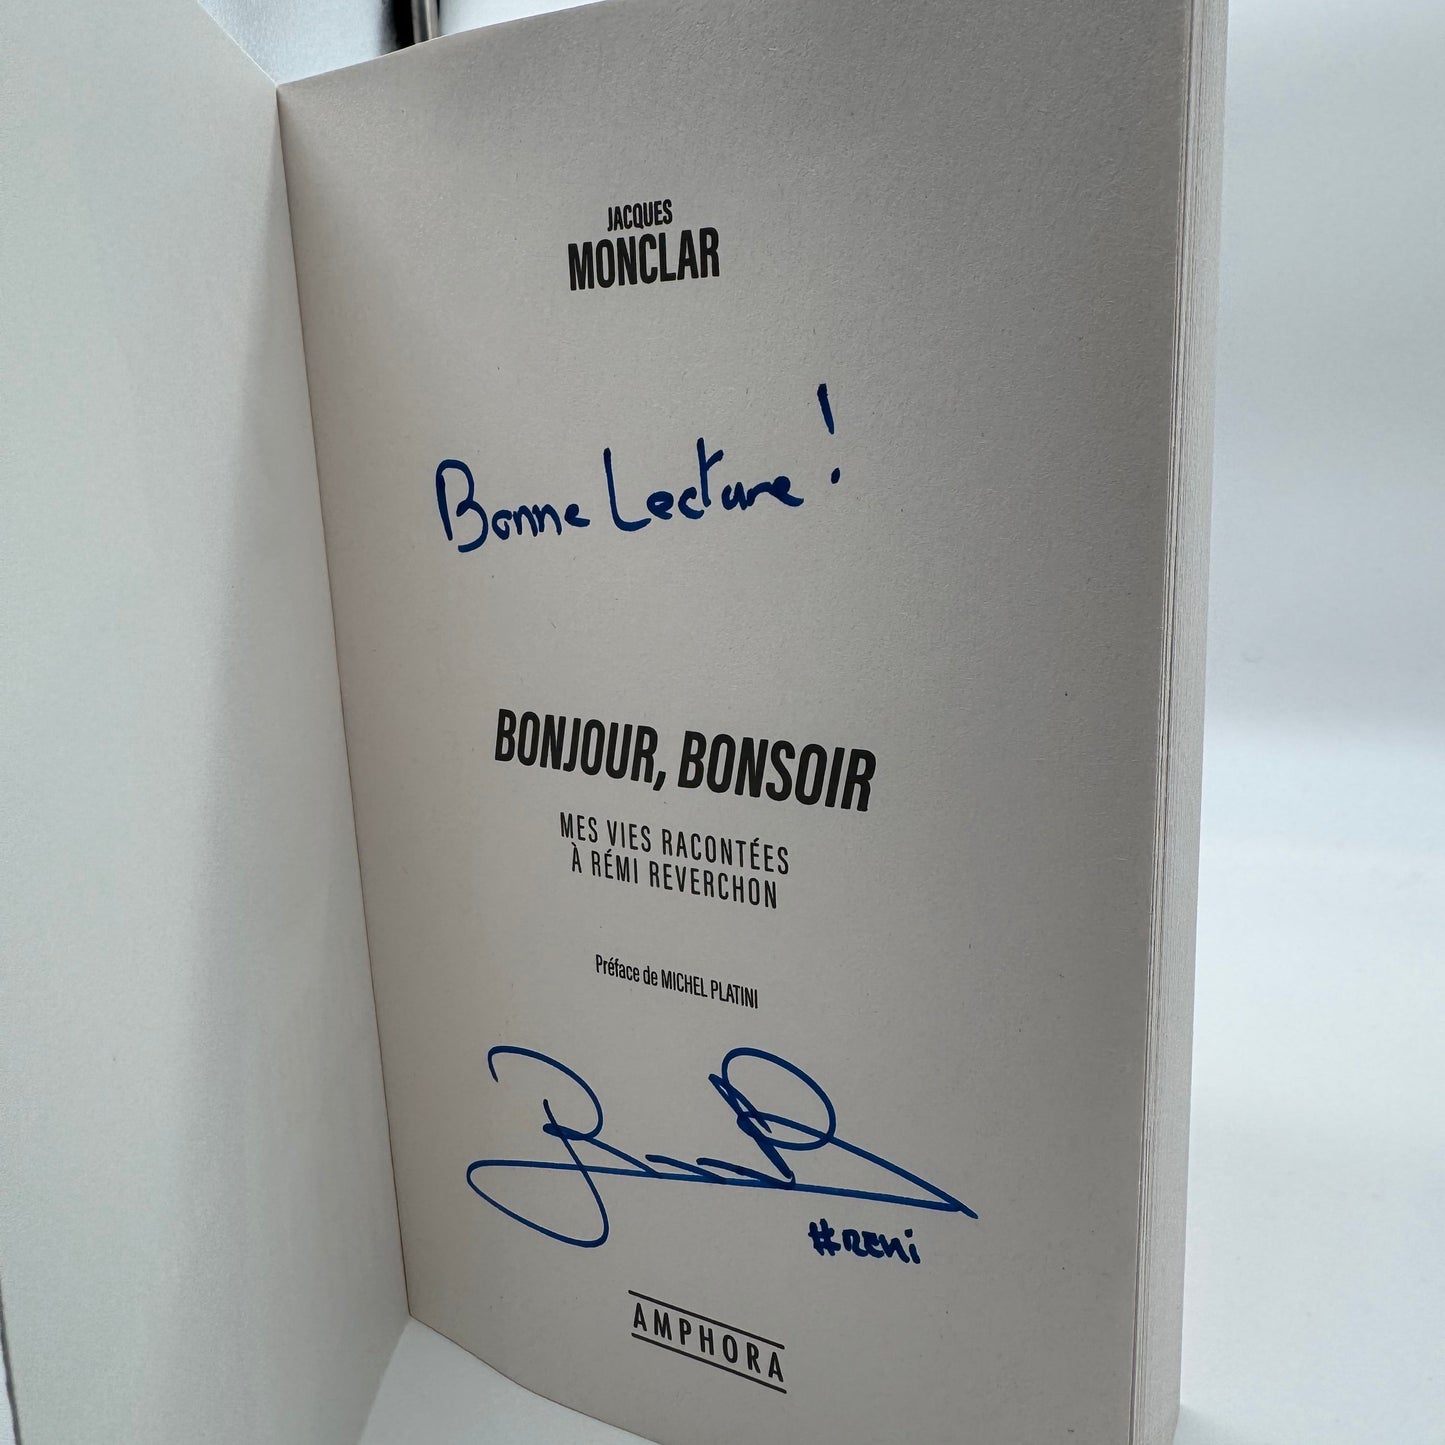 JACQUES
MONCLAR
Bonne Lecture !
BONJOUR, BONSOIR
MES VIES RACONTÉES
À RÉMI REVERCHON
Préface de MICHEL PLATINI
#REMi
AMPHORA